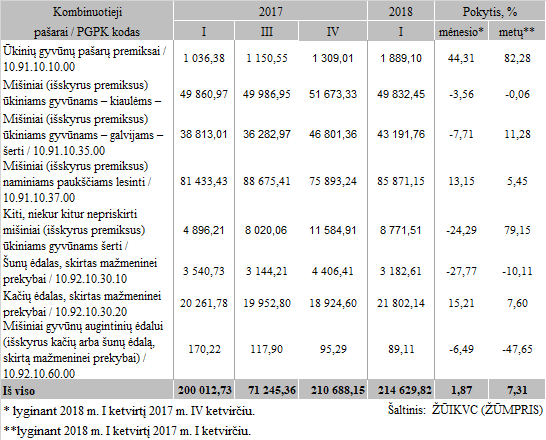 Kombinuotieji 2017 2018 Pokytis, %
pašarai / PGPK kodas I III IV I mėnesio* metų**
Ūkinių gyvūnų pašarų premiksai /
10.91.10.10.00 1 036,38 1 150,55 1 309,01 1 889,10 44,31 82,28
Mišiniai (išskyrus premiksus)
ūkiniams gyvūnams – kiaulėms – 49 860,97 49 986,95 51 673,33 49 832,45 -3,56 -0,06
Mišiniai (išskyrus premiksus)
ūkiniams gyvūnams – galvijams – 38 813,01 36 282,97 46 801,36 43 191,76 -7,71 11,28
šerti / 10.91.10.35.00
Mišiniai (išskyrus premiksus)
naminiams paukščiams lesinti / 81 433,43 88 675,41 75 893,24 85 871,15 13,15 5,45
10.91.10.37.00
Kiti, niekur kitur nepriskirti
mišiniai (išskyrus premiksus) 4 896,21 8 020,06 11 584,91 8 771,51 -24,29 79,15
ūkiniams gyvūnams šerti /
Šunų ėdalas, skirtas mažmeninei
prekybai / 10.92.10.30.10 3 540,73 3 144,21 4 406,41 3 182,61 -27,77 -10,11
Kačių ėdalas, skirtas mažmeninei
prekybai / 10.92.10.30.20 20 261,78 19 952,80 18 924,60 21 802,14 15,21 7,60
Mišiniai gyvūnų augintinių ėdalui
(išskyrus kačių arba šunų ėdalą, 170,22 117,90 95,29 89,11 -6,49 -47,65
skirtą mažmeninei prekybai) /
10.92.10.60.00
Iš viso 200 012,73 71 245,36 210 688,15 214 629,82 1,87 7,31
* lyginant 2018 m. I ketvirtį 2017 m. IV ketvirčiu. Šaltinis: ŽŪIKVC (ŽŪMPRIS)
**lyginant 2018 m. I ketvirtį 2017 m. I ketvirčiu.